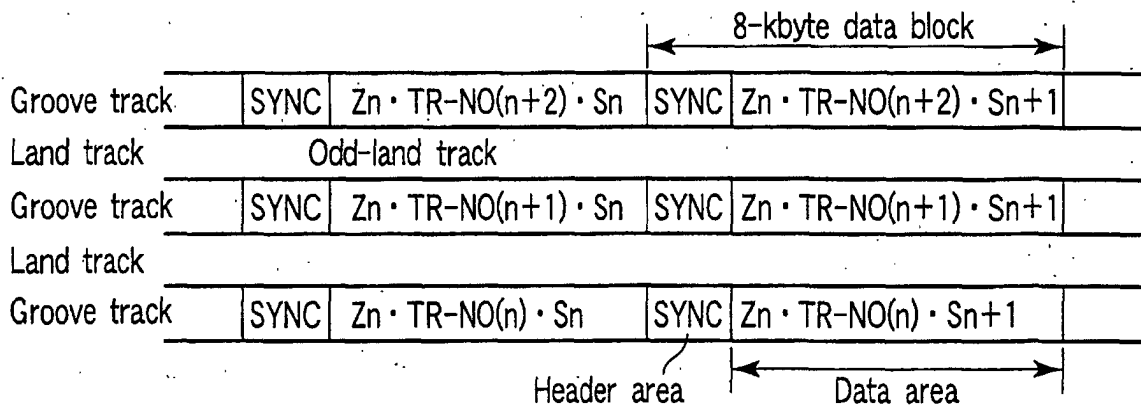 8-kbyte data block
Groove track SYNC Zn · TR-NO(n+2) · Sn SYNC Zn · TR-NO(n+2) · Sn+1
Land track Odd-land track
Groove track SYNC Zn · TR-NO(n+1) · Sn SYNC Zn · TR-NO(n+1) · Sn+1
Land track
Groove track SYNC Zn · TR-NO(n) · Sn SYNC Zn · TR-NO(n) · Sn+1
Header area Data area